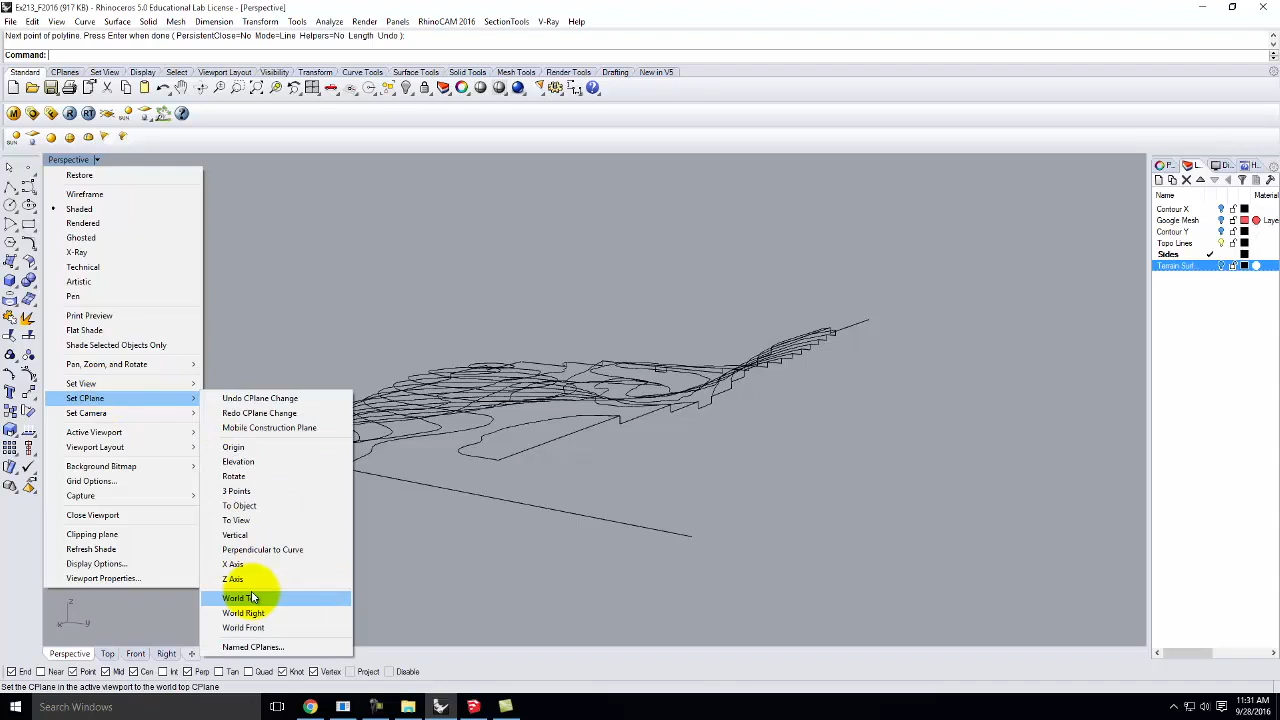 Ex213_F2016 (917 KB) - Rhinoceros 5.0 Educational Lab License - [Perspective]
File Edit View Curve Surface Solid Mesh Dimension Transform Tools Analyze Render Panels RhinoCAM 2016 SectionTools V-Ray Help
Next point of polyline. Press Enter when done ( PersistentClose=No Mode=Line Helpers=No Length Undo ):
Command:
Standard CPlanes Set View Display Select Viewport Layout Visibility Transform Curve Tools Surface Tools Solid Tools Mesh Tools Render Tools Drafting New in V5
Perspective
Restore
Wireframe
Shaded
Rendered
Ghosted
X-Ray
Technical
Artistic
Pen
Print Preview
Flat Shade
Shade Selected Objects Only
Pan, Zoom, and Rotate
Set View
Set CPlane
Set Camera
Active Viewport
Viewport Layout
Background Bitmap
Grid Options...
Capture
Close Viewport
Clipping plane
Refresh Shade
Display Options...
Viewport Properties...
Undo CPlane Change
Redo CPlane Change
Mobile Construction Plane
Origin
Elevation
Rotate
3 Points
To Object
To View
Vertical
Perpendicular to Curve
X Axis
Z Axis
World T
World Right
World Front
Named CPlanes...
P... L... Di... H...
Name Material
Contour X
Google Mesh Laye
Contour Y
Topo Lines
Sides
Terrain Surf...
z
x y
Perspective Top Front Right
End Near Point Mid Cen Int Perp Tan Quad Knot Vertex Project Disable
Set the CPlane in the active viewport to the world top CPlane
Search Windows
11:31 AM
9/28/2016